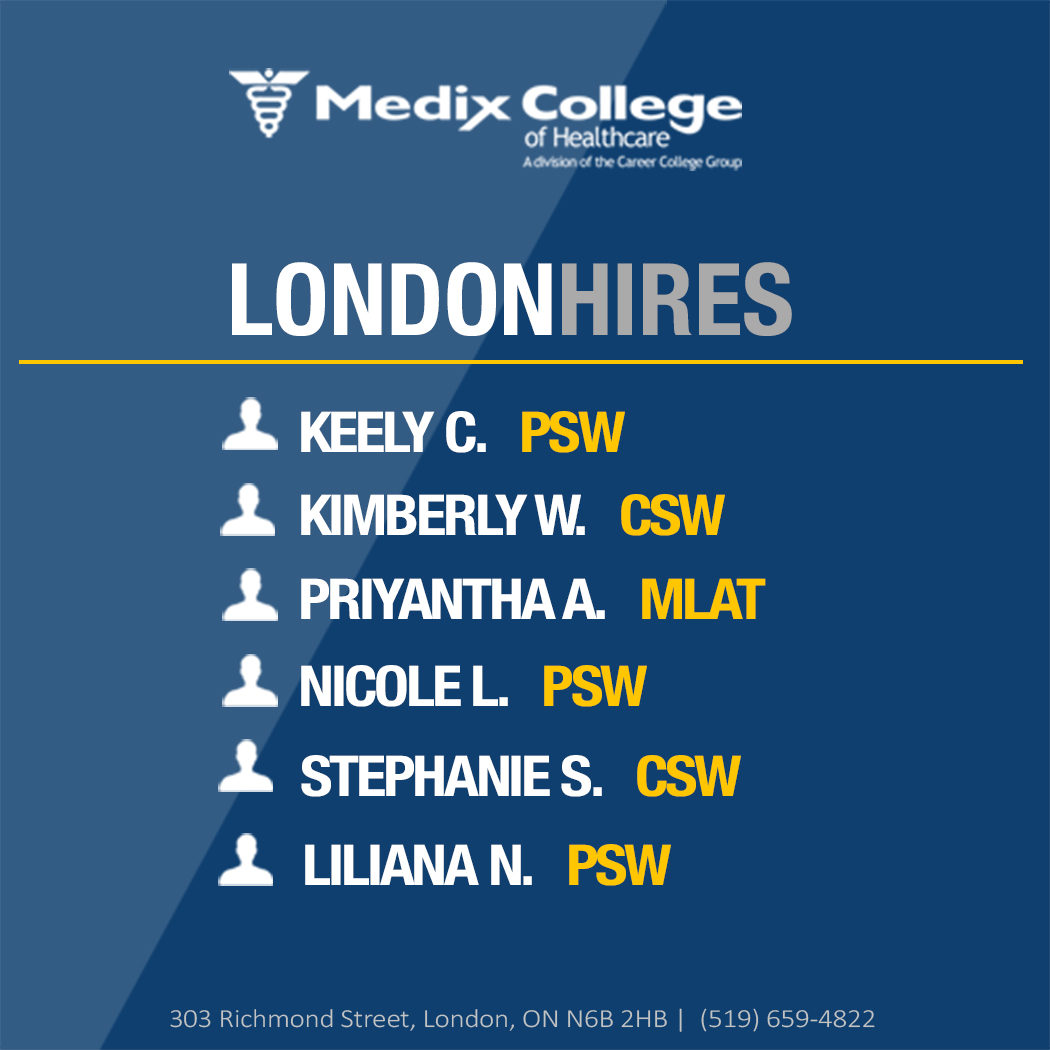 Medix College
of Healthcare
A division of the Career College Group
LONDONHIRES
KEELY C. PSW
KIMBERLY W. CSW
PRIYANTHA A. MLAT
NICOLE L. PSW
STEPHANIE S. CSW
LILIANA N. PSW
303 Richmond Street, London, ON N6B 2HB | (519) 659-4822